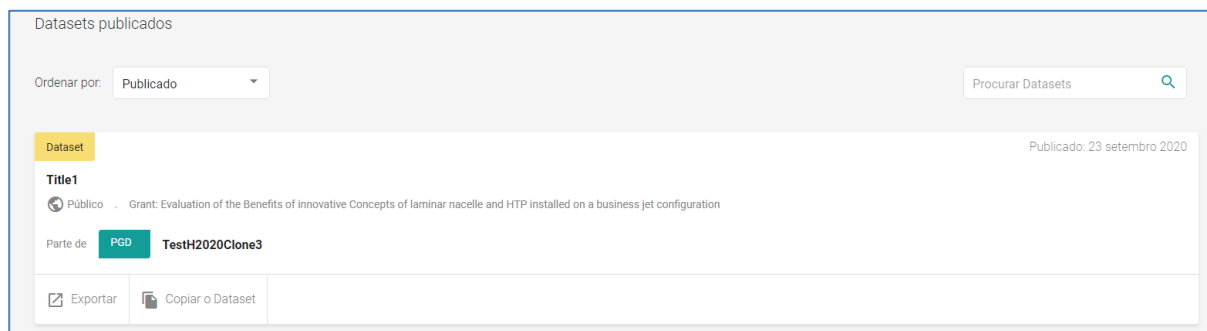 Datasets publicados
Ordenar por: Publicado Procurar Datasets
Dataset Publicado: 23 setembro 2020
Title1
Público . Grant: Evaluation of the Benefits of innovative Concepts of laminar nacelle and HTP installed on a business jet configuration
Parte de PGD TestH2020Clone3
Exportar Copiar o Dataset